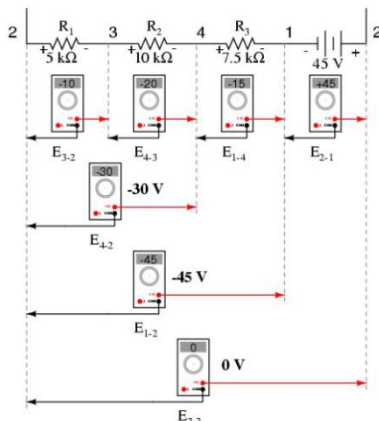 2 R1 3 R2 4 R3 1 2
+ - + - + - - +
5 kΩ 10 kΩ 7.5 kΩ 45 V
-10 -20 -15 +45
E3-2 E4-3 E1-4 E2-1
-30
-30 V
E4-2
-45
-45 V
E1-2
0
0 V